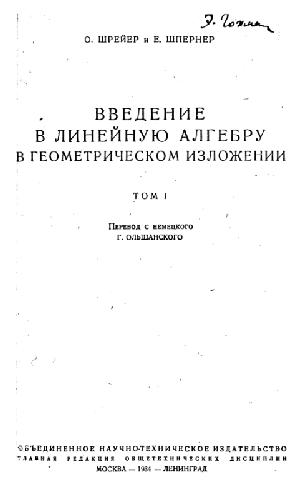 О. ШРЕЙЕР и Е. ШПЕРНЕР
ВВЕДЕНИЕ
В ЛИНЕЙНУЮ АЛГЕБРУ
В ГЕОМЕТРИЧЕСКОМ ИЗЛОЖЕНИИ
ТОМ I
Перевод с немецкого
Г. ОЛЬШАНСКОГО
ОБЪЕДИНЕННОЕ НАУЧНО-ТЕХНИЧЕСКОЕ ИЗДАТЕЛЬСТВО
ГЛАВНАЯ РЕДАКЦИЯ ОБЩЕТЕХНИЧЕСКИХ ДИСЦИПЛИН
МОСКВА — 1934 — ЛЕНИНГРАД